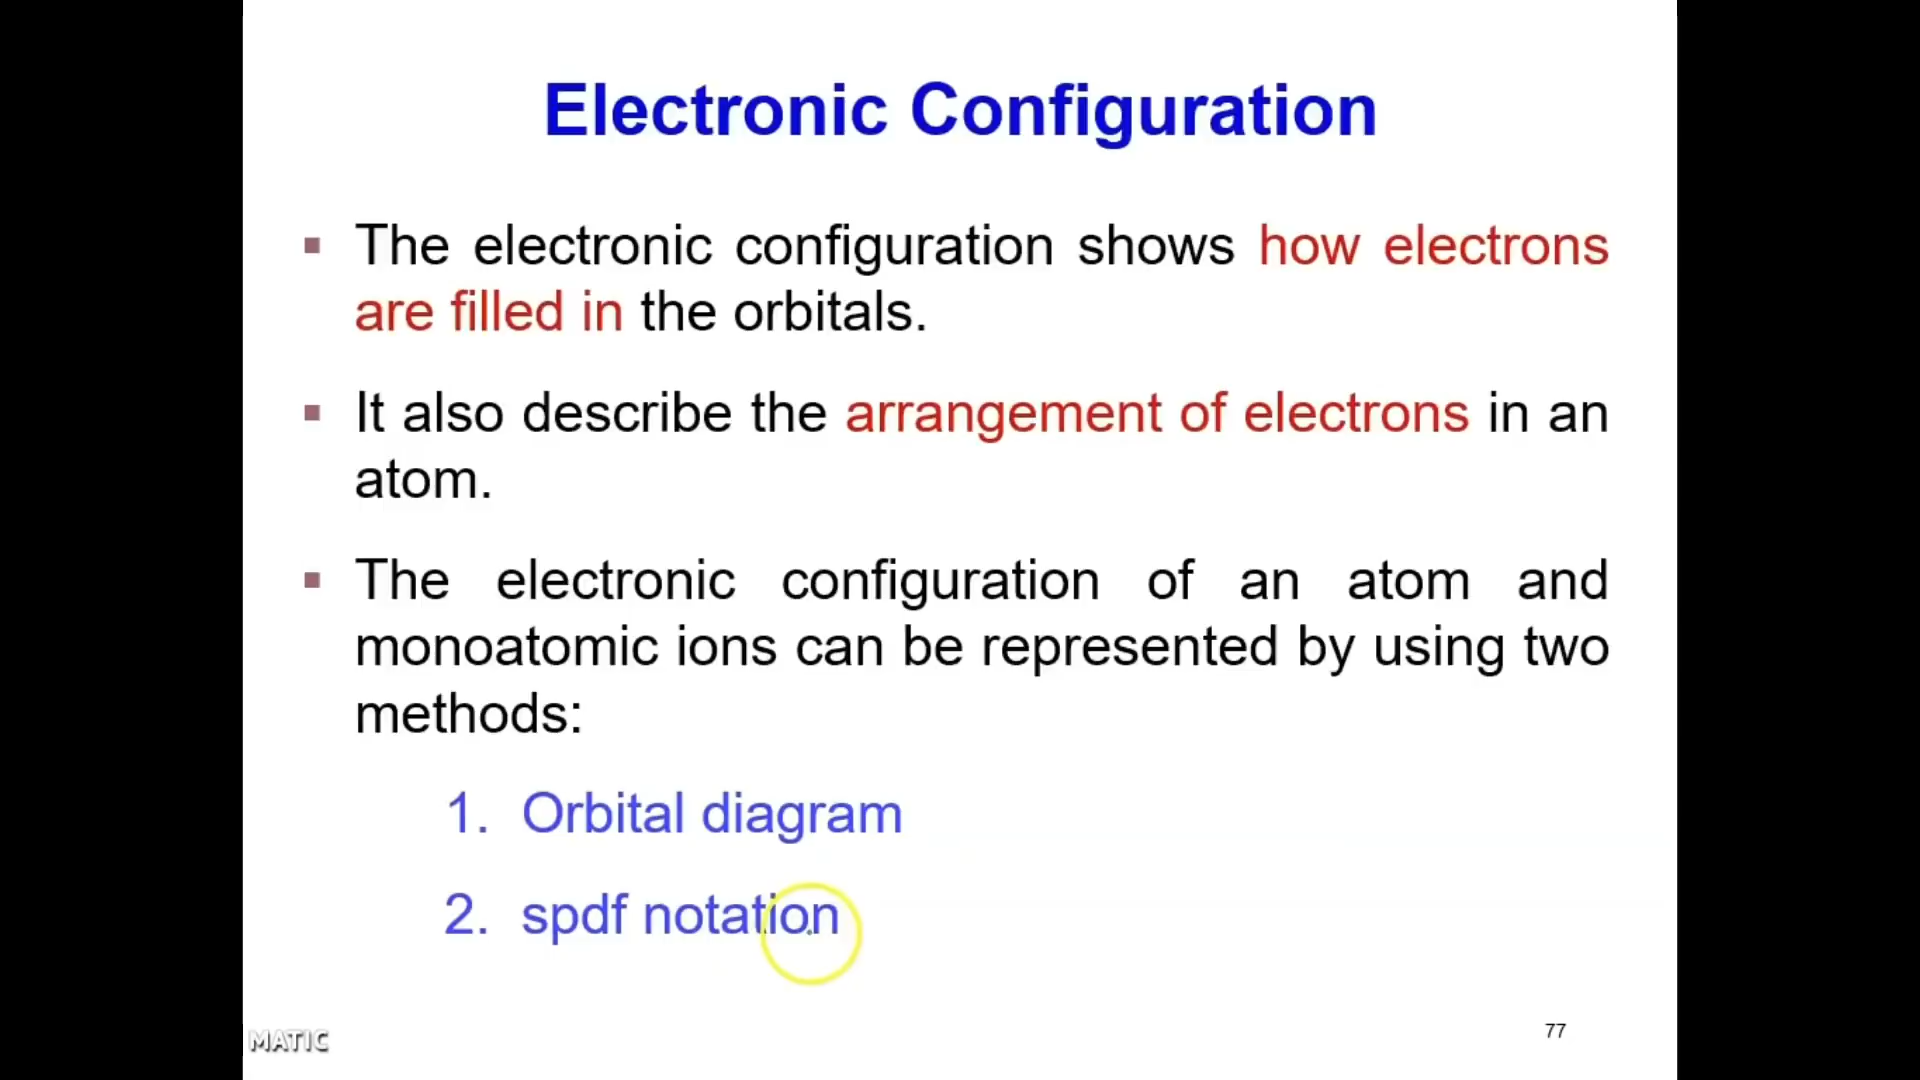 Electronic Configuration
▪ The electronic configuration shows how electrons
are filled in the orbitals.
▪ It also describe the arrangement of electrons in an
atom.
▪ The electronic configuration of an atom and
monoatomic ions can be represented by using two
methods:
1. Orbital diagram
2. spdf notation
MATIC
77